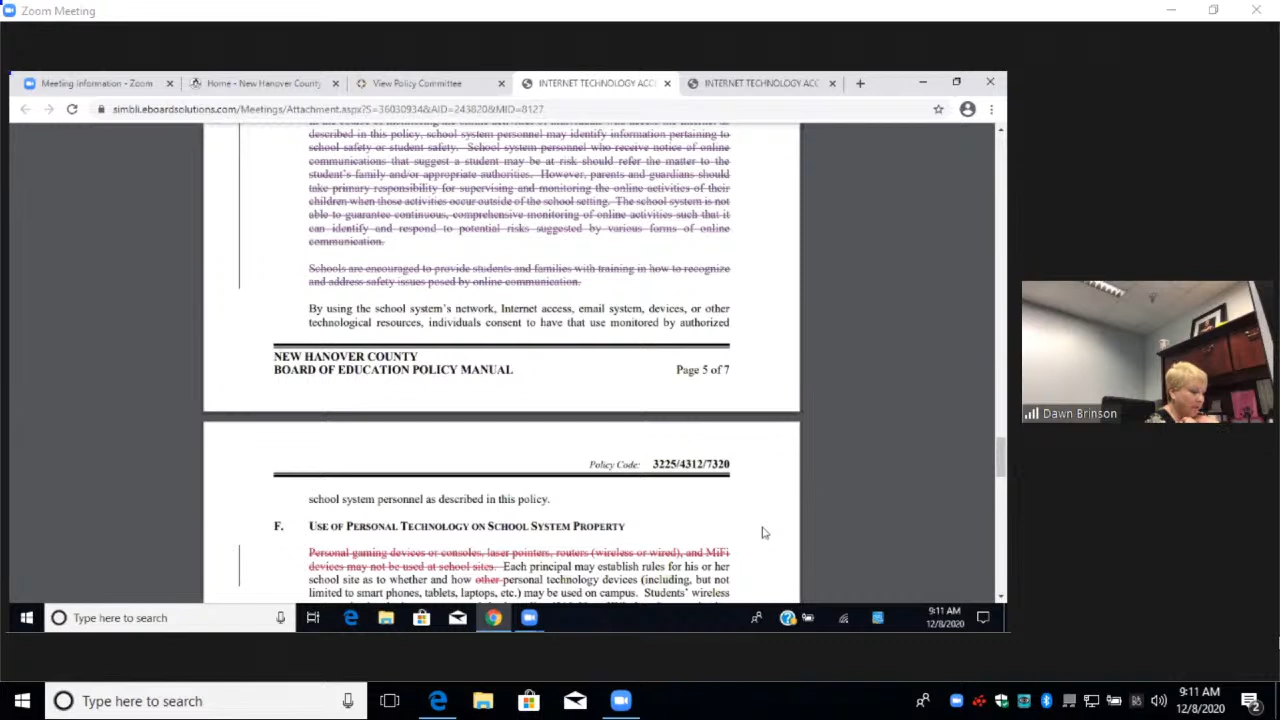 Zoom Meeting
Meeting Information - Zoom
Home - New Hanover County
View Policy Committee
INTERNET TECHNOLOGY ACC
INTERNET TECHNOLOGY ACC
simbli.eboardsolutions.com/Meetings/Attachment.aspx?S=36030934&AID=243820&MID=8127
described in this policy, school system personnel may identify information pertaining to
school safety or student safety. School system personnel who receive notice of online
communications that suggest a student may be at risk should refer the matter to the
student's family and/or appropriate authorities. However, parents and guardians should
take primary responsibility for supervising and monitoring the online activities of their
children when those activities occur outside of the school setting. The school system is not
able to guarantee continuous, comprehensive monitoring of online activities such that it
can identify and respond to potential risks suggested by various forms of online
communication.
Schools are encouraged to provide students and families with training in how to recognize
and address safety issues posed by online communication.
By using the school system's network, Internet access, email system, devices, or other
technological resources, individuals consent to have that use monitored by authorized
NEW HANOVER COUNTY
BOARD OF EDUCATION POLICY MANUAL Page 5 of 7
Policy Code: 3225/4312/7320
school system personnel as described in this policy.
F. USE OF PERSONAL TECHNOLOGY ON SCHOOL SYSTEM PROPERTY
Personal gaming devices or consoles, laser pointers, routers (wireless or wired), and MiFi
devices may not be used at school sites. Each principal may establish rules for his or her
school site as to whether and how other personal technology devices (including, but not
limited to smart phones, tablets, laptops, etc.) may be used on campus. Students' wireless
Dawn Brinson
Type here to search
9:11 AM
12/8/2020
Type here to search
9:11 AM
12/8/2020
2